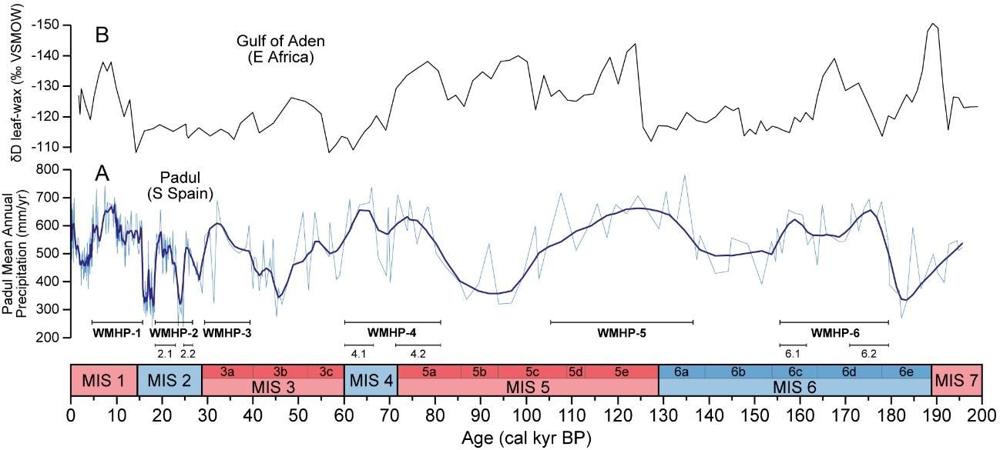 -150
-140
-130
-120
-110
δD leaf-wax (‰ VSMOW)
B
Gulf of Aden
(E Africa)
A
Padul
(S Spain)
800
700
600
500
400
300
200
Padul Mean Annual
Precipitation (mm/yr)
WMHP-1 WMHP-2 WMHP-3 WMHP-4 WMHP-5 WMHP-6
2.1 2.2 4.1 4.2 6.1 6.2
3a 3b 3c 5a 5b 5c 5d 5e 6a 6b 6c 6d 6e
MIS 1 MIS 2 MIS 3 MIS 4 MIS 5 MIS 6 MIS 7
0 10 20 30 40 50 60 70 80 90 100 110 120 130 140 150 160 170 180 190 200
Age (cal kyr BP)